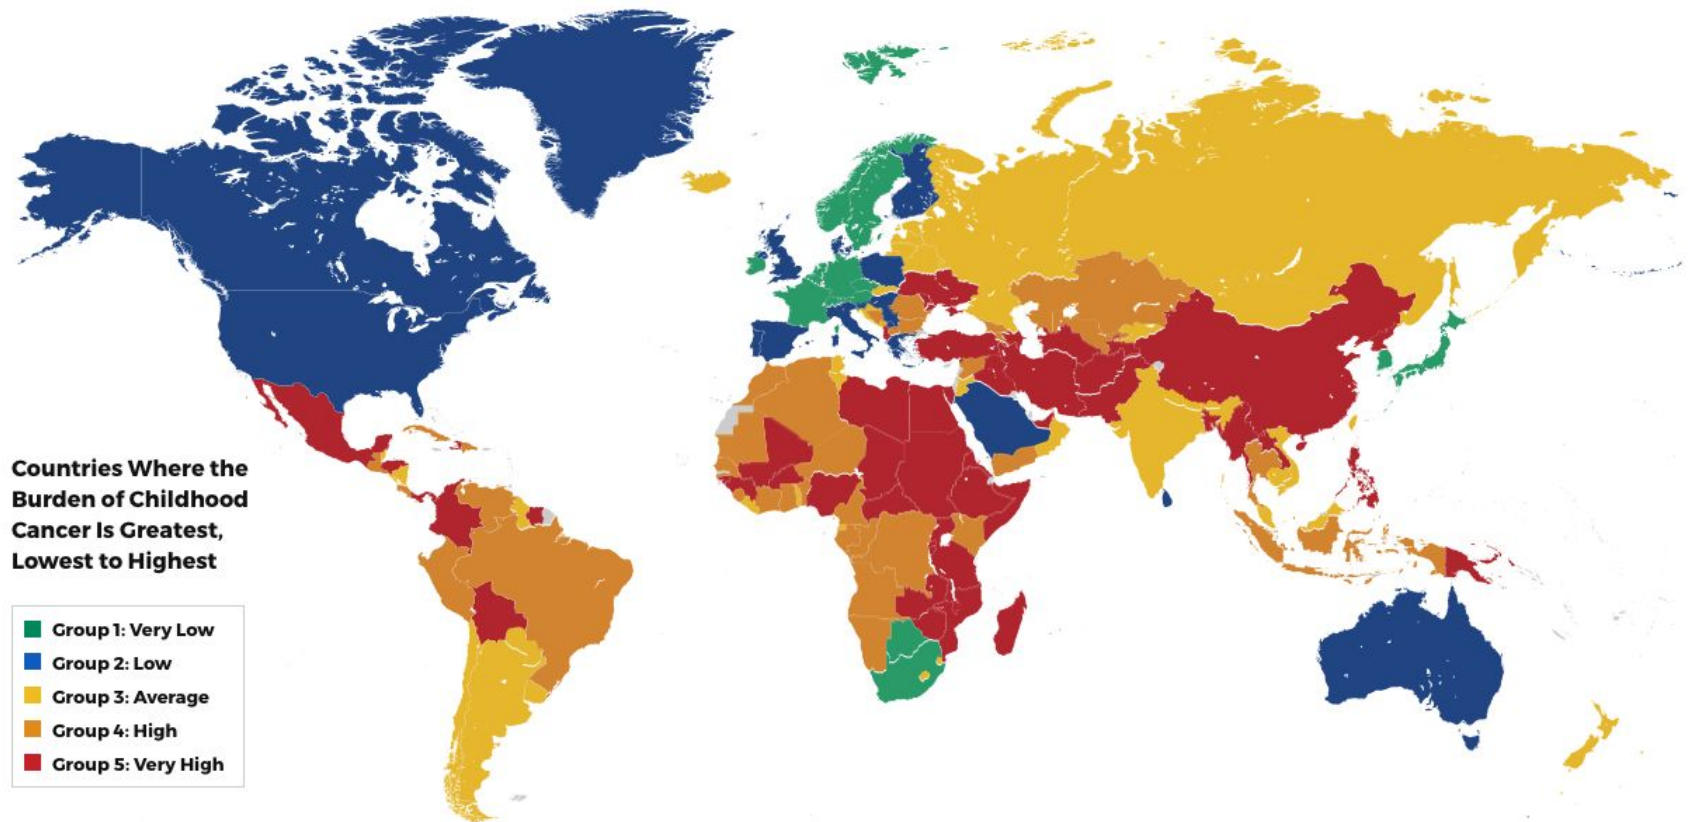 Countries Where the
Burden of Childhood
Cancer Is Greatest,
Lowest to Highest
Group 1: Very Low
Group 2: Low
Group 3: Average
Group 4: High
Group 5: Very High